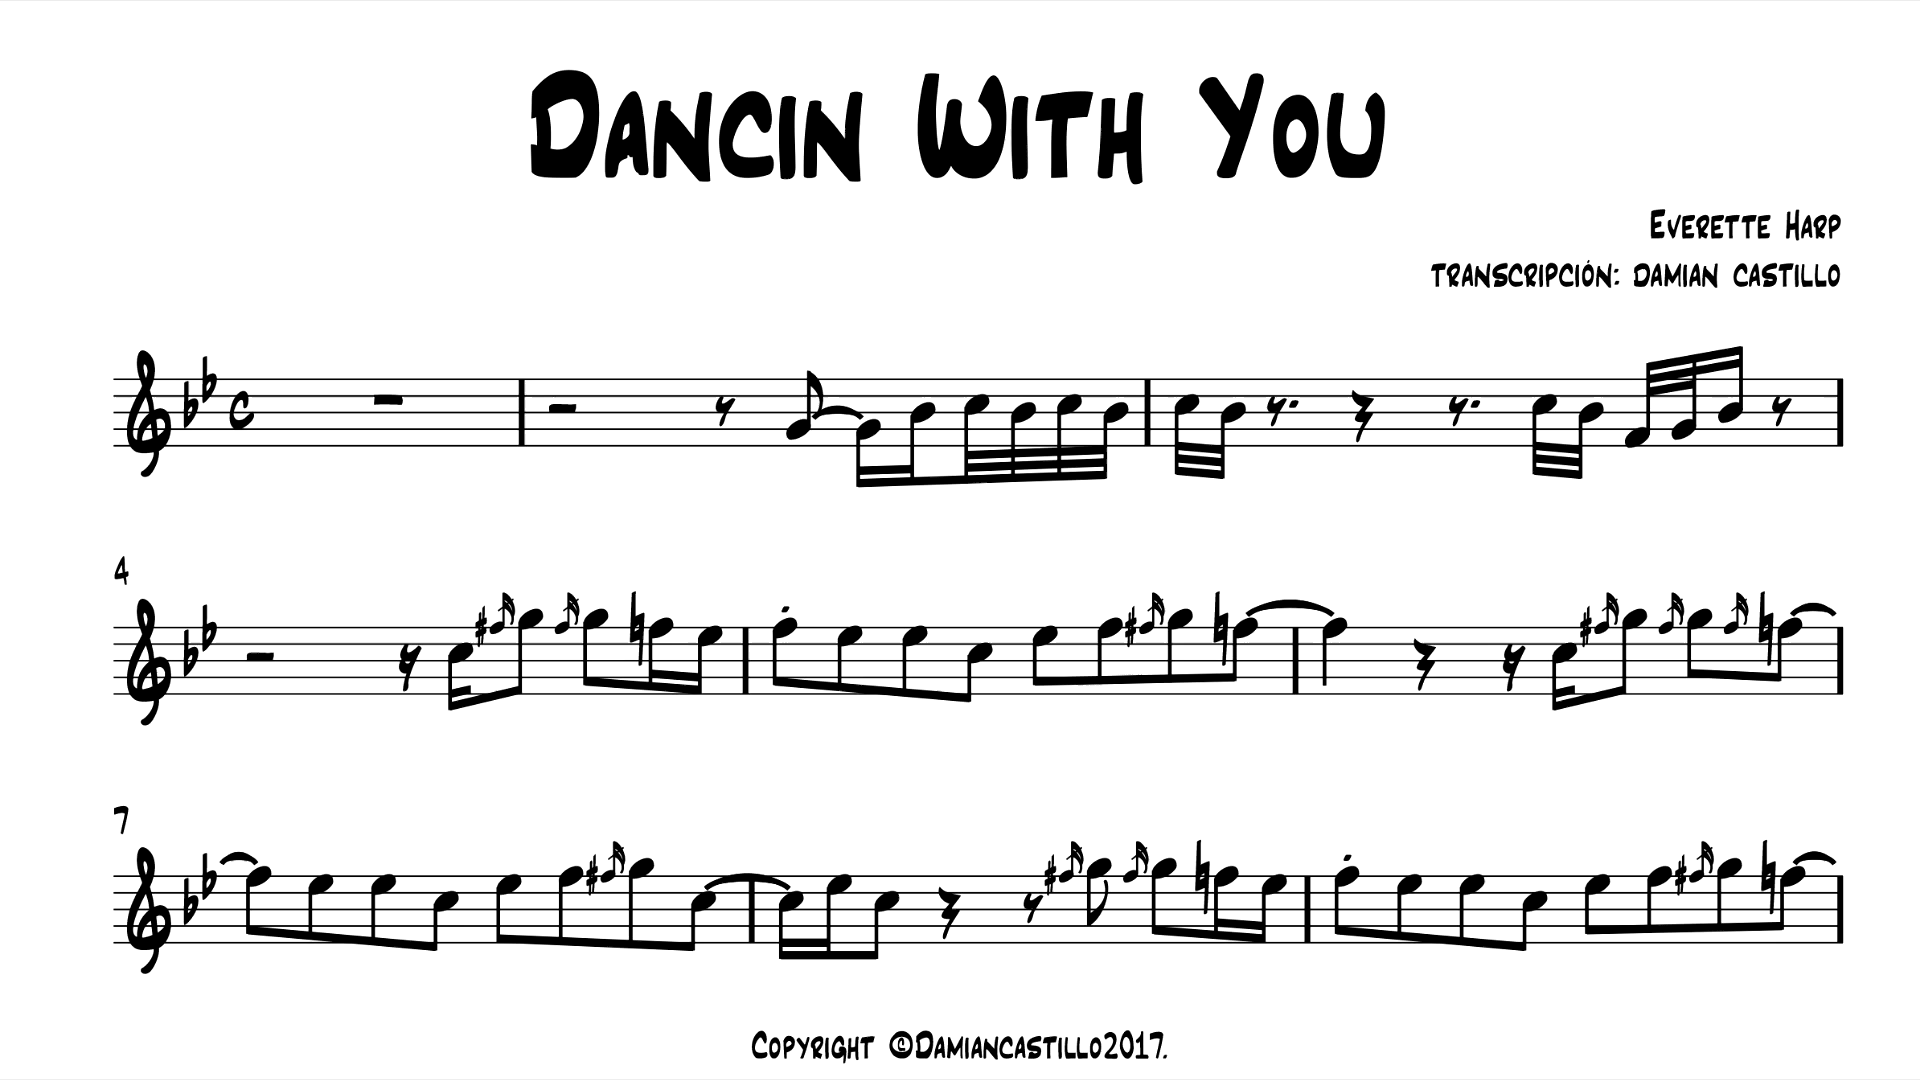 Dancin With You
Everette Harp
transcripción: Damian Castillo
4
7
Copyright ©Damiancastillo2017.